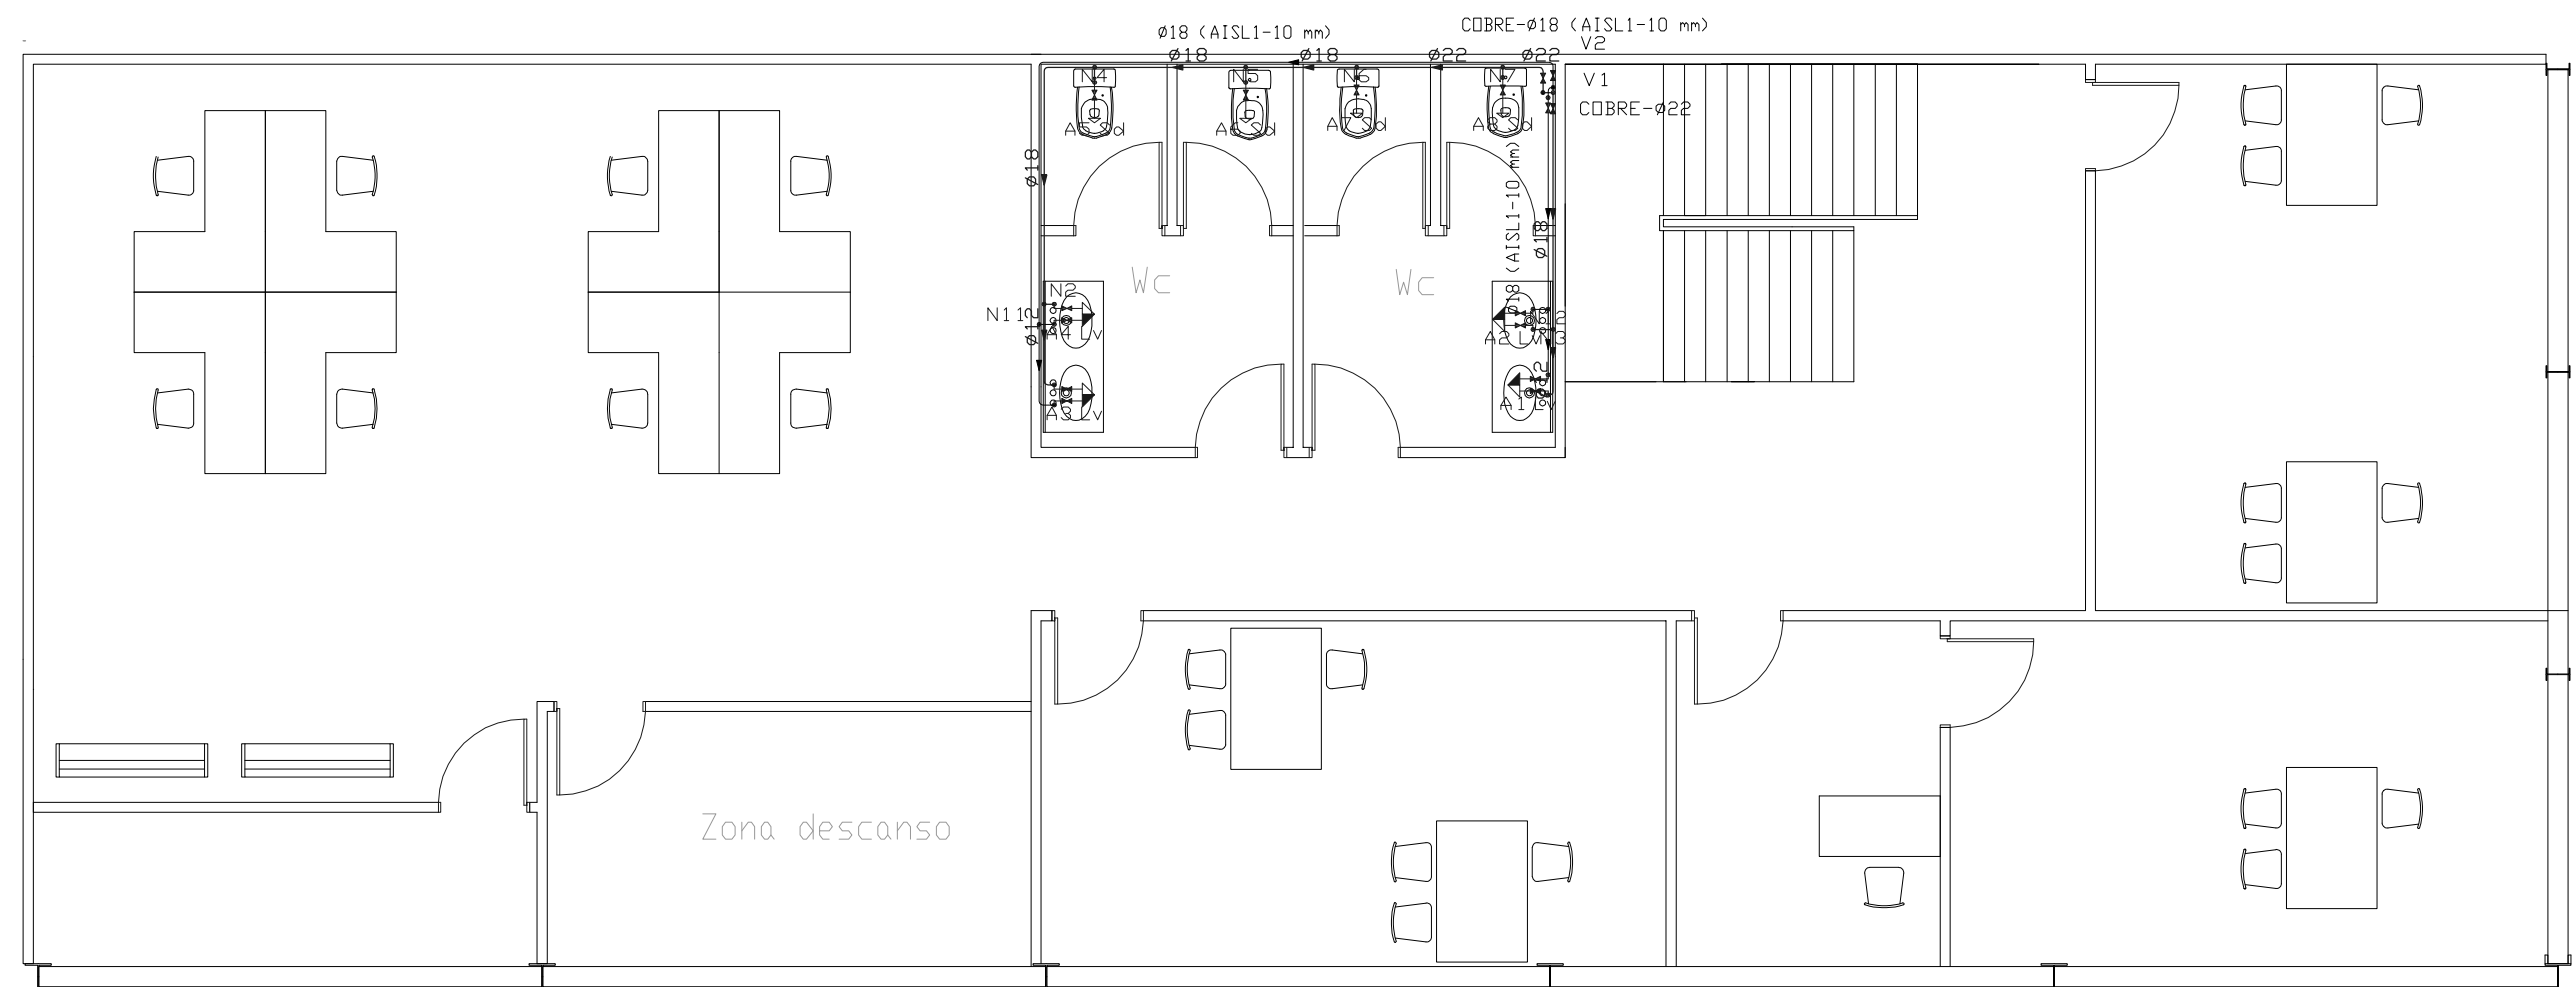 Ø18 (AISL1-10 mm)
COBRE-Ø18 (AISL1-10 mm)
V2
Ø18
Ø18
Ø22
Ø22
N4
N5
N6
N7
V1
COBRE-Ø22
A5 Sd
A6 Sd
A7 Sd
A8 Sd
Ø18
Ø18 (AISL1-10 mm)
Ø18
Wc
Wc
N2
N11
Ø12
A4 Lv
A2 Lv
A3 Lv
A1 Lv
Zona descanso